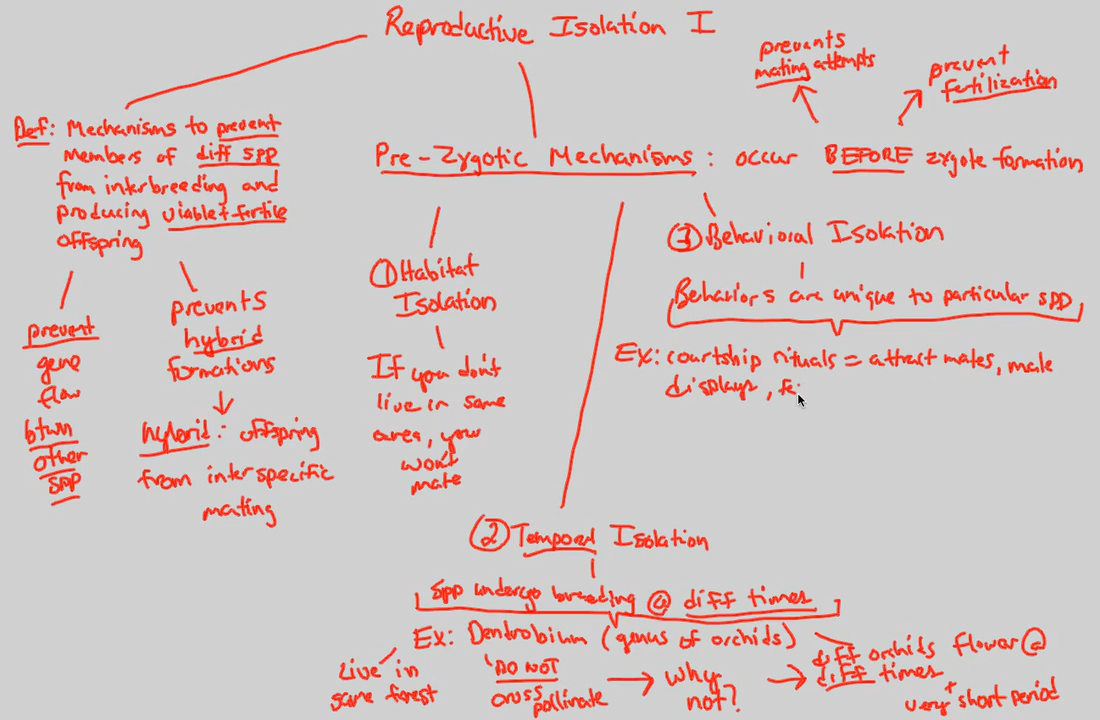 Reproductive Isolation I
Def: Mechanisms to prevent
members of diff spp
from interbreeding and
producing viable + fertile
offspring
prevent
gene
flow
btwn
other
spp
prevents
hybrid
formations
hybrid: offspring
from interspecific
mating
Pre-Zygotic Mechanisms: occur BEFORE zygote formation
prevents
mating attempts
prevent
fertilization
① Habitat
Isolation
If you don't
live in same
area, you
won't
mate
② Temporal Isolation
spp undergo breeding @ diff times
Ex: Dendrobium (genus of orchids)
Live in
same forest
DO NOT
cross
pollinate
why
not?
diff orchids flower @
diff times
+
very short period
③ Behavioral Isolation
Behaviors are unique to particular spp
Ex: courtship rituals = attract mates, male
displays, fe